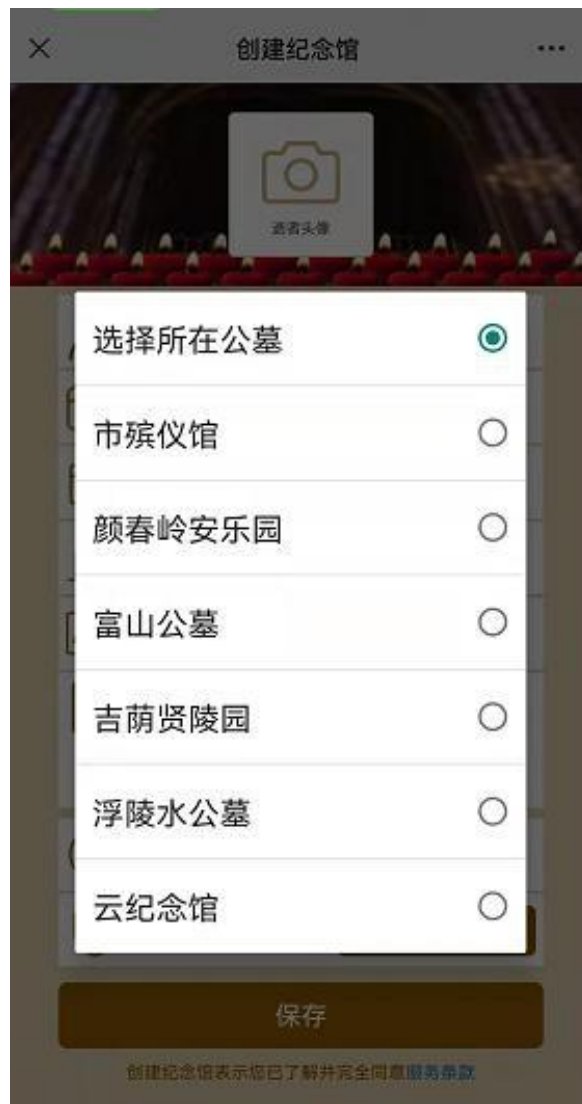 创建纪念馆
逝者头像
选择所在公墓
市殡仪馆
颜春岭安乐园
富山公墓
吉荫贤陵园
浮陵水公墓
云纪念馆
保存
创建纪念馆表示您已了解并完全同意服务条款